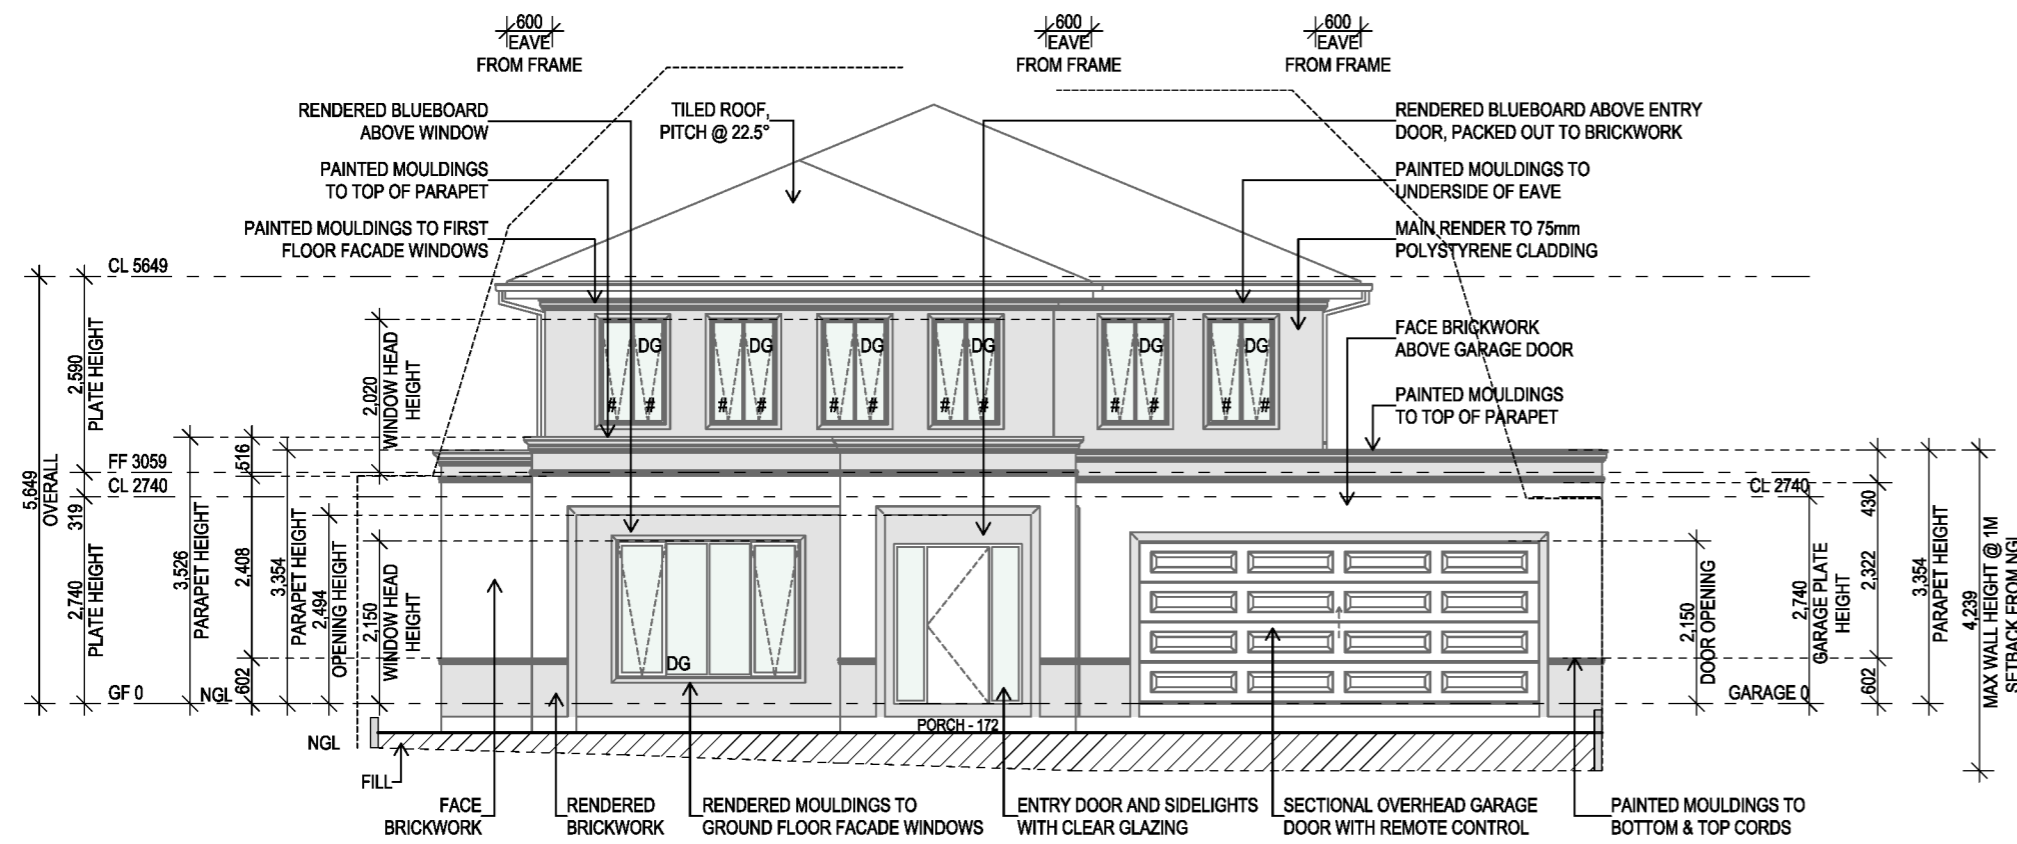 600
EAVE
FROM FRAME
600
EAVE
FROM FRAME
600
EAVE
FROM FRAME
RENDERED BLUEBOARD
ABOVE WINDOW
TILED ROOF,
PITCH @ 22.5°
RENDERED BLUEBOARD ABOVE ENTRY
DOOR, PACKED OUT TO BRICKWORK
PAINTED MOULDINGS
TO TOP OF PARAPET
PAINTED MOULDINGS TO
UNDERSIDE OF EAVE
PAINTED MOULDINGS TO FIRST
FLOOR FACADE WINDOWS
MAIN RENDER TO 75mm
POLYSTYRENE CLADDING
CL 5649
FACE BRICKWORK
ABOVE GARAGE DOOR
PAINTED MOULDINGS
TO TOP OF PARAPET
DG
DG
DG
DG
DG
DG
# #
# #
# #
# #
# #
# #
FF 3059
CL 2740
CL 2740
5,649
OVERALL
2,590
PLATE HEIGHT
319
2,740
PLATE HEIGHT
3,526
PARAPET HEIGHT
516
2,408
602
3,354
PARAPET HEIGHT
2,494
OPENING HEIGHT
2,020
WINDOW HEAD
HEIGHT
2,150
WINDOW HEAD
HEIGHT
DG
2,150
DOOR OPENING
2,740
GARAGE PLATE
HEIGHT
430
2,322
602
3,354
PARAPET HEIGHT
4,239
MAX WALL HEIGHT @ 1M
SETBACK FROM NGL
GF 0
NGL
GARAGE 0
PORCH - 172
NGL
FILL
FACE
BRICKWORK
RENDERED
BRICKWORK
RENDERED MOULDINGS TO
GROUND FLOOR FACADE WINDOWS
ENTRY DOOR AND SIDELIGHTS
WITH CLEAR GLAZING
SECTIONAL OVERHEAD GARAGE
DOOR WITH REMOTE CONTROL
PAINTED MOULDINGS TO
BOTTOM & TOP CORDS